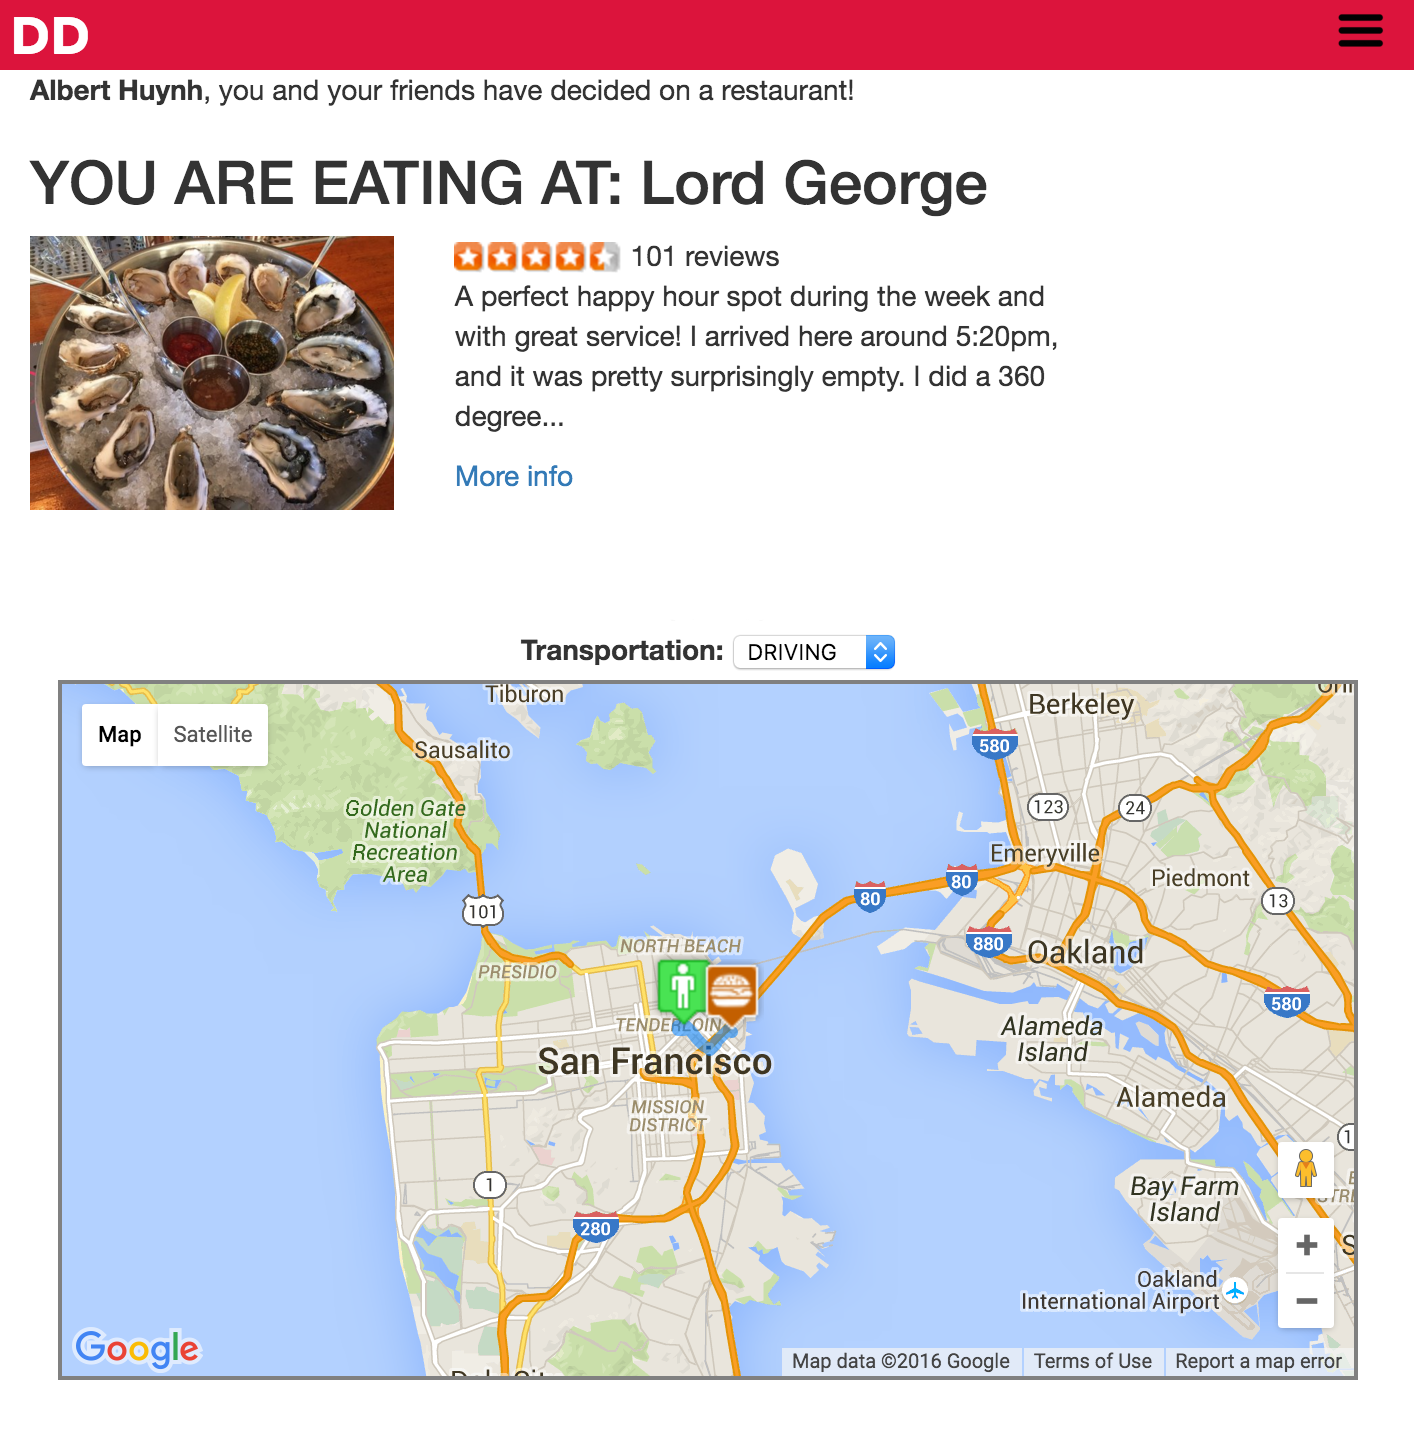 DD
Albert Huynh, you and your friends have decided on a restaurant!
YOU ARE EATING AT: Lord George
101 reviews
A perfect happy hour spot during the week and
with great service! I arrived here around 5:20pm,
and it was pretty surprisingly empty. I did a 360
degree...
More info
Transportation: DRIVING
Map Satellite
Tiburon
Berkeley
Sausalito
580
Golden Gate
National
Recreation
Area
123
24
Emeryville
Piedmont
80
80
13
101
880
Oakland
NORTH BEACH
PRESIDIO
580
TENDERLOIN
Alameda
Island
San Francisco
Alameda
MISSION
DISTRICT
1
Bay Farm
Island
1
280
Oakland
International Airport
Google
Map data ©2016 Google
Terms of Use
Report a map error